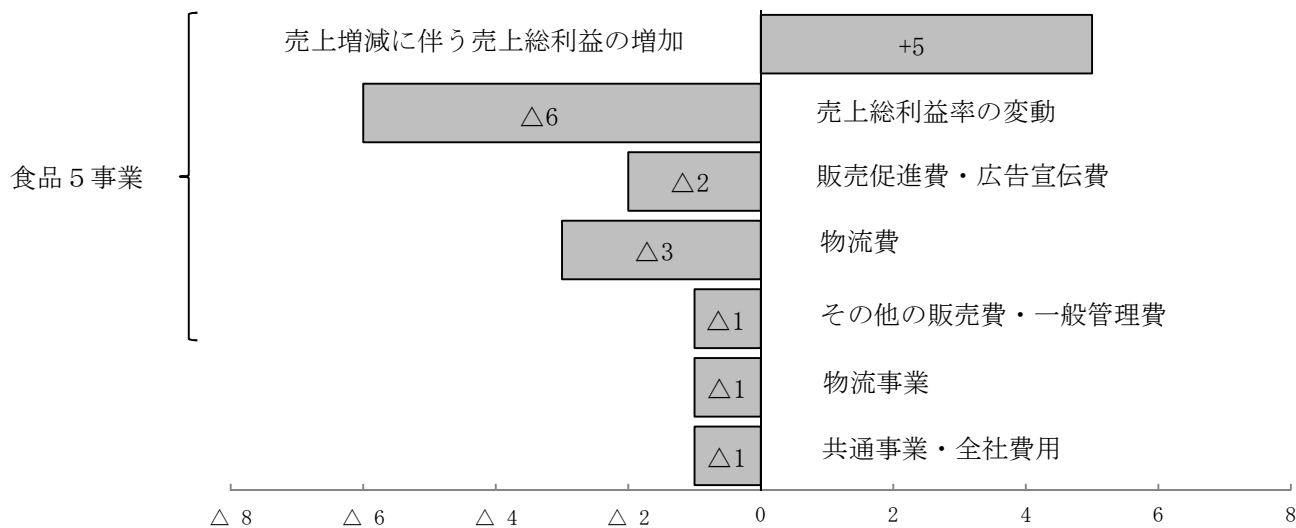 売上増減に伴う売上総利益の増加
+5
△6
売上総利益率の変動
食品5事業
△2
販売促進費・広告宣伝費
△3
物流費
△1
その他の販売費・一般管理費
△1
物流事業
△1
共通事業・全社費用
△ 8 △ 6 △ 4 △ 2 0 2 4 6 8